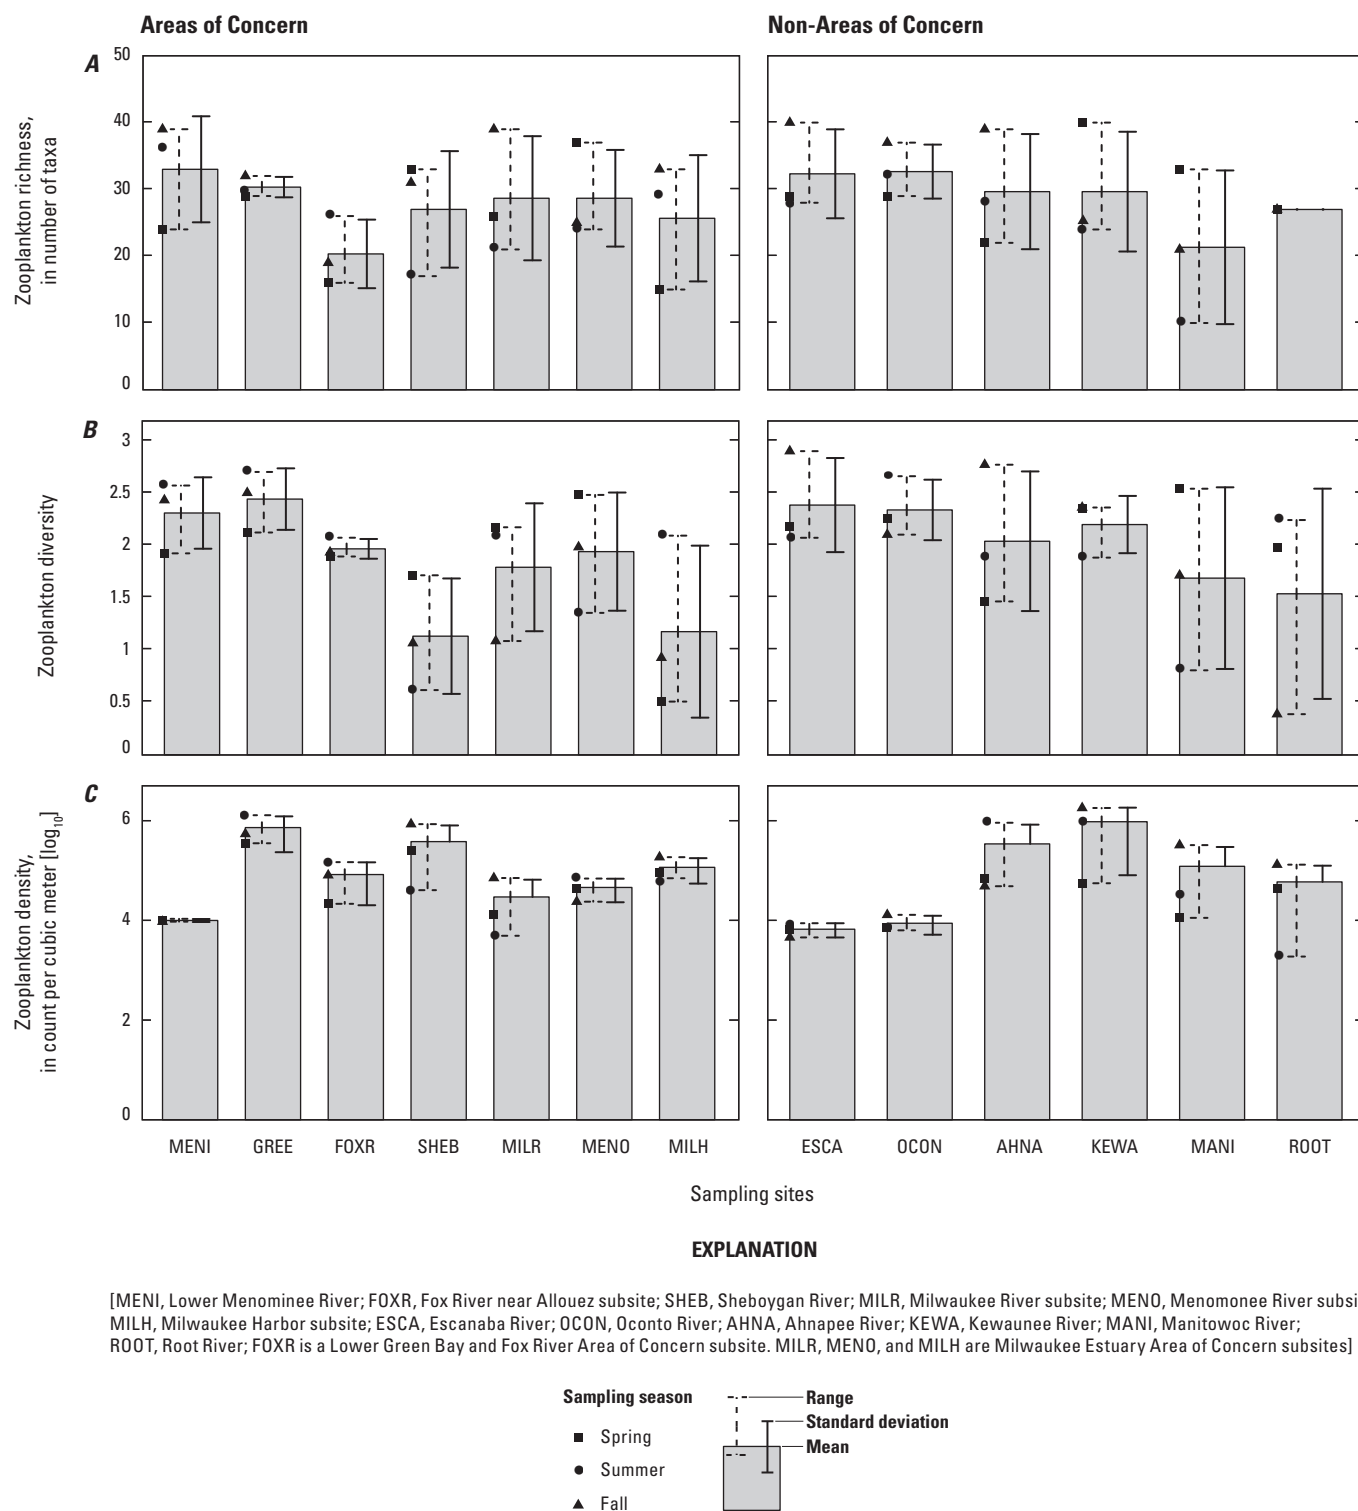 Areas of Concern
Non-Areas of Concern
A
Zooplankton richness,
in number of taxa
50
40
30
20
10
0
B
Zooplankton diversity
3
2.5
2
1.5
1
0.5
0
C
Zooplankton density,
in count per cubic meter [log10]
6
4
2
0
MENI GREE FOXR SHEB MILR MENO MILH ESCA OCON AHNA KEWA MANI ROOT
Sampling sites
EXPLANATION
[MENI, Lower Menominee River; FOXR, Fox River near Allouez subsite; SHEB, Sheboygan River; MILR, Milwaukee River subsite; MENO, Menomonee River subsi
MILH, Milwaukee Harbor subsite; ESCA, Escanaba River; OCON, Oconto River; AHNA, Ahnapee River; KEWA, Kewaunee River; MANI, Manitowoc River;
ROOT, Root River; FOXR is a Lower Green Bay and Fox River Area of Concern subsite. MILR, MENO, and MILH are Milwaukee Estuary Area of Concern subsites]
Sampling season
Spring
Summer
Fall
Range
Standard deviation
Mean